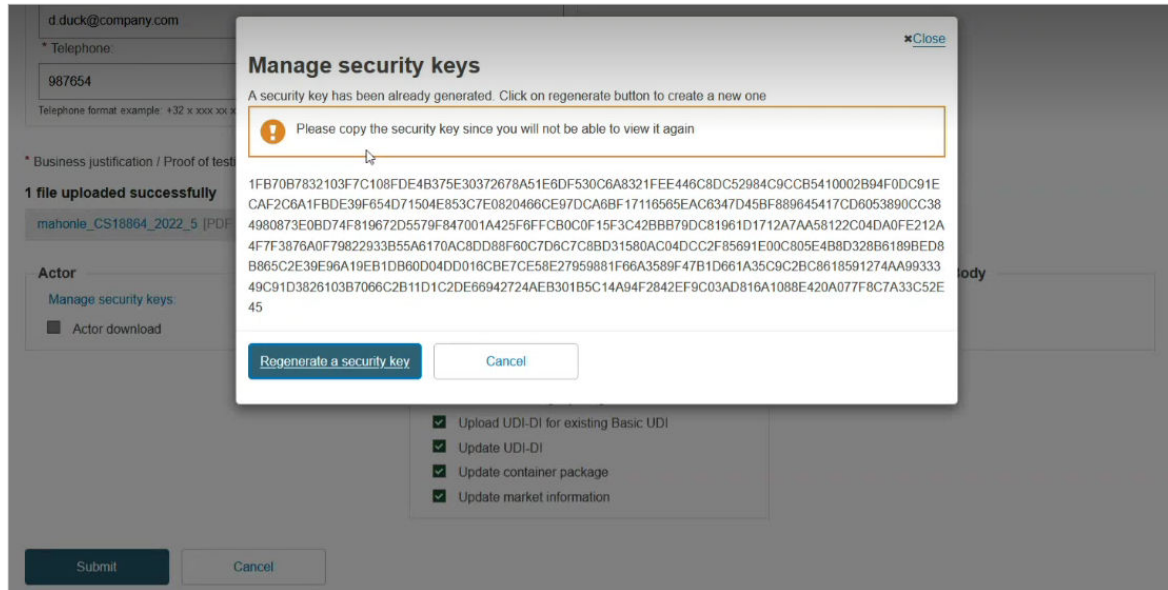 d.duck@company.com
* Telephone:
987654
Telephone format example: +32 x xxx xx x
* Business justification / Proof of testi
1 file uploaded successfully
mahonle_CS18864_2022_5 [PDF
Actor
Manage security keys:
Actor download
×Close
Manage security keys
A security key has been already generated. Click on regenerate button to create a new one
Please copy the security key since you will not be able to view it again
1FB70B7832103F7C108FDE4B375E30372678A51E6DF530C6A8321FEE446C8DC52984C9CCB5410002B94F0DC91E
CAF2C6A1FBDE39F654D71504E853C7E0820466CE97DCA6BF17116565EAC6347D45BF889645417CD6053890CC38
4980873E0BD74F819672D5579F847001A425F6FFCB0C0F15F3C42BBB79DC81961D1712A7AA58122C04DA0FE212A
4F7F3876A0F79822933B55A6170AC8DD88F60C7D6C7C8BD31580AC04DCC2F85691E00C805E4B8D328B6189BED8
B865C2E39E96A19EB1DB60D04DD016CBE7CE58E27959881F66A3589F47B1D661A35C9C2BC8618591274AA99333
49C91D3826103B7066C2B11D1C2DE66942724AEB301B5C14A94F2842EF9C03AD816A1088E420A077F8C7A33C52E
45
Regenerate a security key
Cancel
ody
Upload UDI-DI for existing Basic UDI
Update UDI-DI
Update container package
Update market information
Submit
Cancel